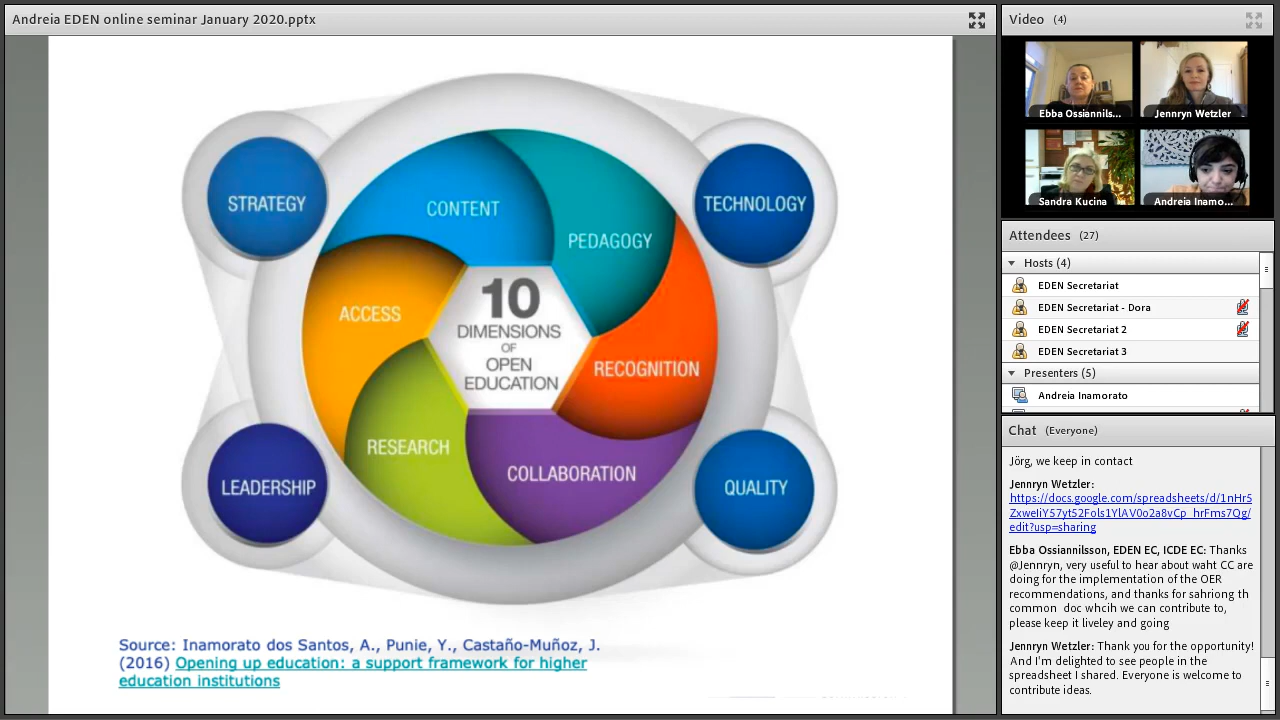 Andreia EDEN online seminar January 2020.pptx
STRATEGY
CONTENT
PEDAGOGY
TECHNOLOGY
ACCESS
10
DIMENSIONS
OF
OPEN
EDUCATION
RECOGNITION
RESEARCH
COLLABORATION
LEADERSHIP
QUALITY
Source: Inamorato dos Santos, A., Punie, Y., Castaño-Muñoz, J.
(2016) Opening up education: a support framework for higher
education institutions
Video (4)
Ebba Ossiannils...
Jennryn Wetzler
Sandra Kucina
Andreia Inamo...
Attendees (27)
Hosts (4)
EDEN Secretariat
EDEN Secretariat - Dora
EDEN Secretariat 2
EDEN Secretariat 3
Presenters (5)
Andreia Inamorato
Chat (Everyone)
Jörg, we keep in contact
Jennryn Wetzler:
https://docs.google.com/spreadsheets/d/1nHr5
ZxweIiY57yt52Fols1YlAV0o2a8vCp_hrFms7Qg/
edit?usp=sharing
Ebba Ossiannilsson, EDEN EC, ICDE EC: Thanks
@Jennryn, very useful to hear about waht CC are
doing for the implementation of the OER
recommendations, and thanks for sahriong th
common doc whcih we can contribute to,
please keep it liveley and going
Jennryn Wetzler: Thank you for the opportunity!
And I'm delighted to see people in the
spreadsheet I shared. Everyone is welcome to
contribute ideas.